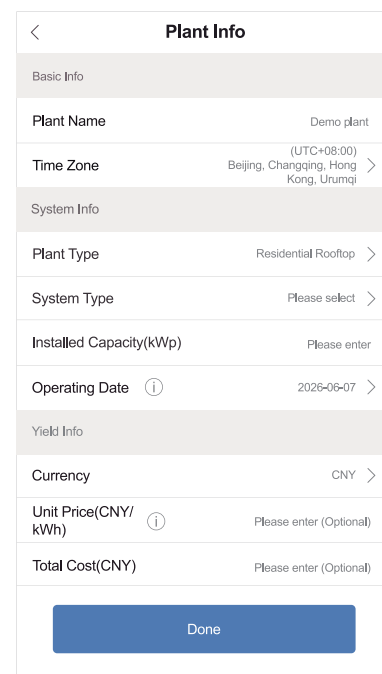 Plant Info
Basic Info
Plant Name
Demo plant
Time Zone
(UTC+08:00)
Beijing, Changqing, Hong
Kong, Urumqi
System Info
Plant Type
Residential Rooftop
System Type
Please select
Installed Capacity(kWp)
Please enter
Operating Date
2026-06-07
Yield Info
Currency
CNY
Unit Price(CNY/
kWh)
Please enter (Optional)
Total Cost(CNY)
Please enter (Optional)
Done